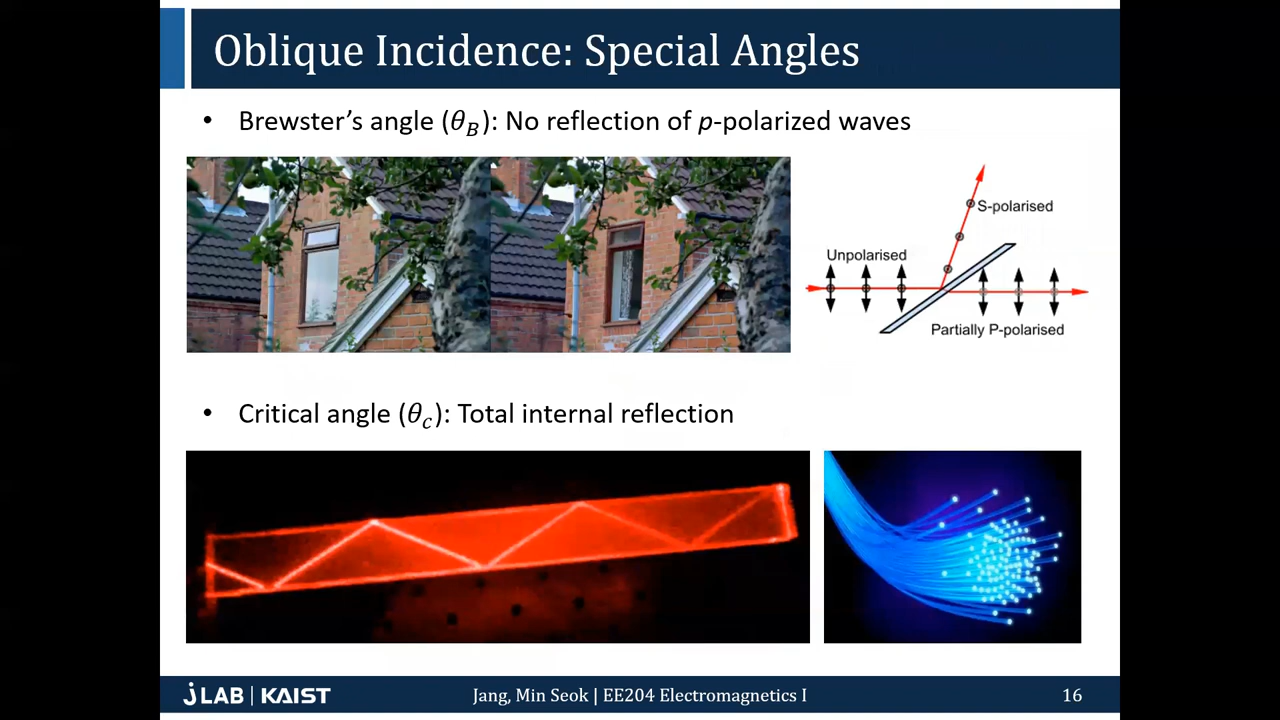 Oblique Incidence: Special Angles
• Brewster's angle (θ_B): No reflection of p-polarized waves
S-polarised
Unpolarised
Partially P-polarised
• Critical angle (θ_c): Total internal reflection
jLAB | KAIST
Jang, Min Seok | EE204 Electromagnetics I
16